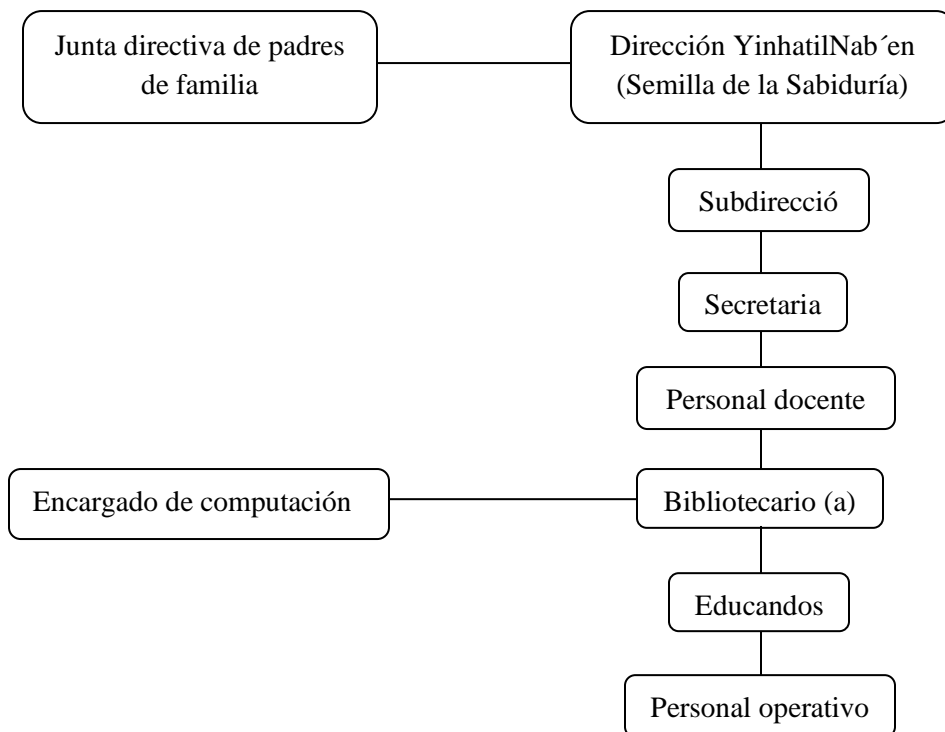 Junta directiva de padres
de familia
Dirección YinhatilNab´en
(Semilla de la Sabiduría)
Subdirecció
Secretaria
Personal docente
Encargado de computación
Bibliotecario (a)
Educandos
Personal operativo